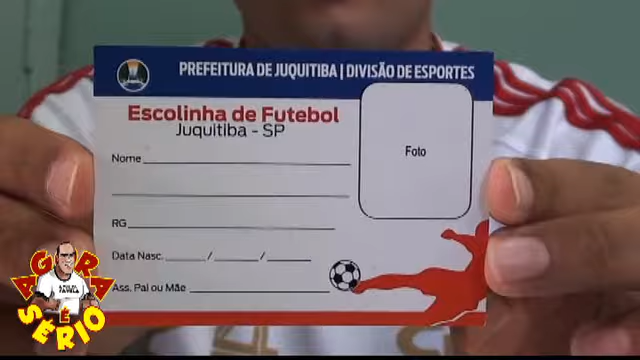 PREFEITURA DE JUQUITIBA | DIVISÃO DE ESPORTES
Escolinha de Futebol
Juquitiba - SP
Foto
Nome
RG
Data Nasc. / /
Ass. Pai ou Mãe
AGORA
É
SÉRIO